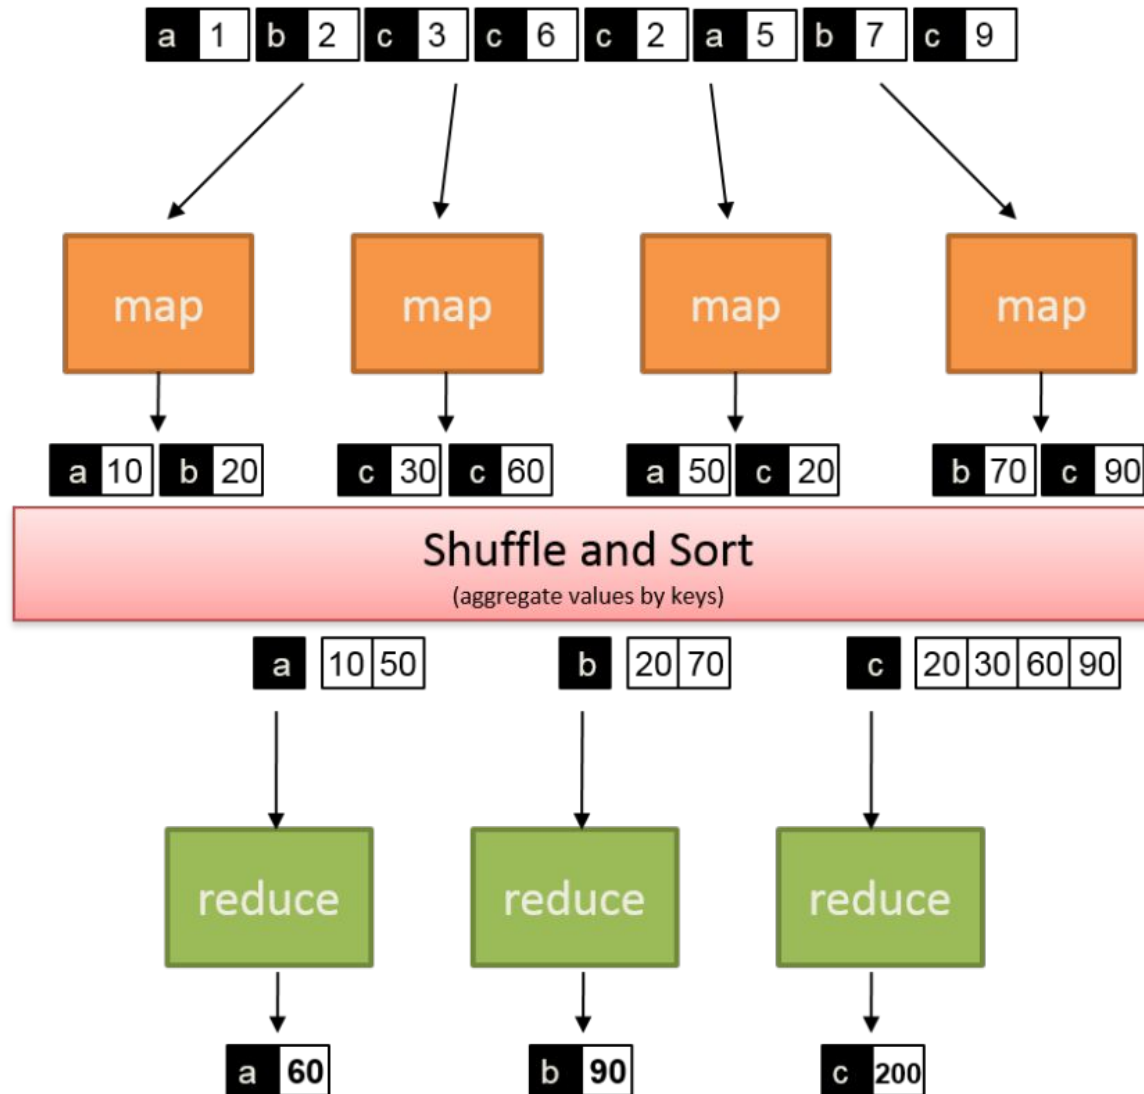 a 1 b 2 c 3 c 6 c 2 a 5 b 7 c 9
map map map map
a 10 b 20 c 30 c 60 a 50 c 20 b 70 c 90
Shuffle and Sort
(aggregate values by keys)
a 10 50 b 20 70 c 20 30 60 90
reduce reduce reduce
a 60 b 90 c 200